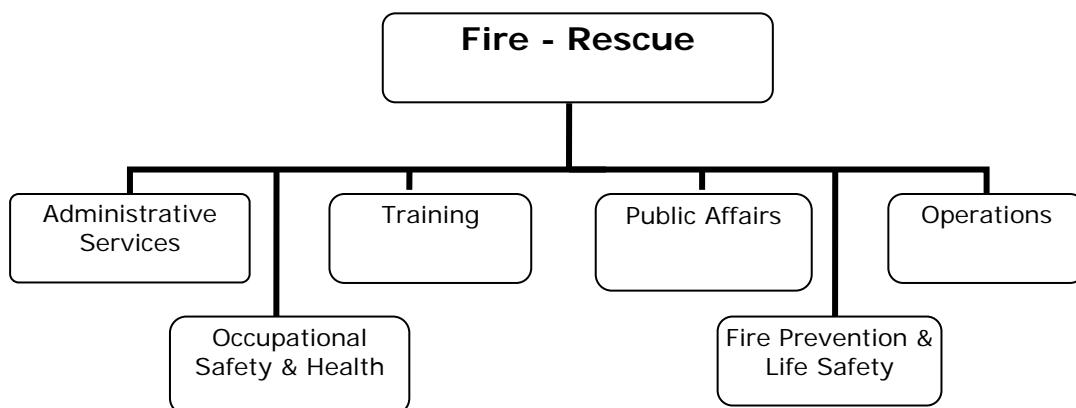 Fire - Rescue
Administrative
Services
Training
Public Affairs
Operations
Occupational
Safety & Health
Fire Prevention &
Life Safety